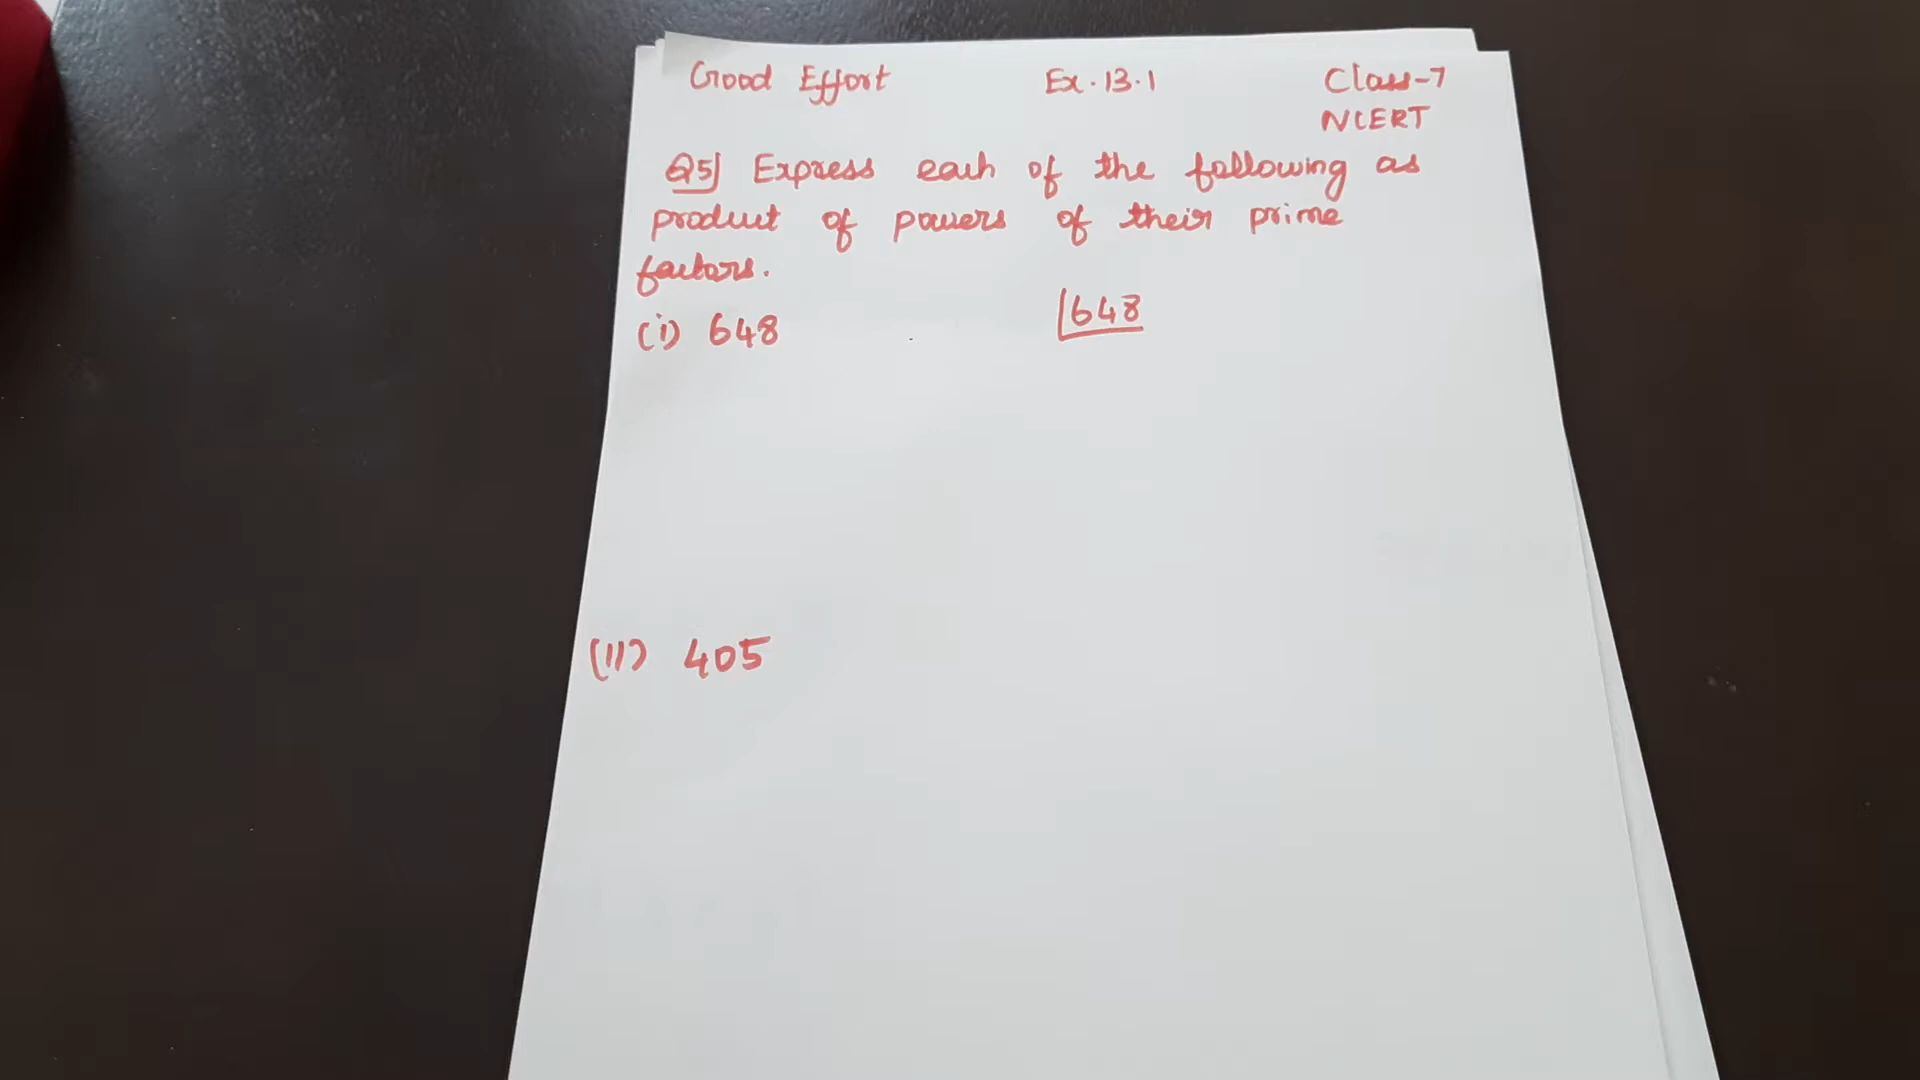 Good Effort Ex. 13.1 Class-7
NCERT
Q5] Express each of the following as
product of powers of their prime
factors.
(i) 648 648
(II) 405